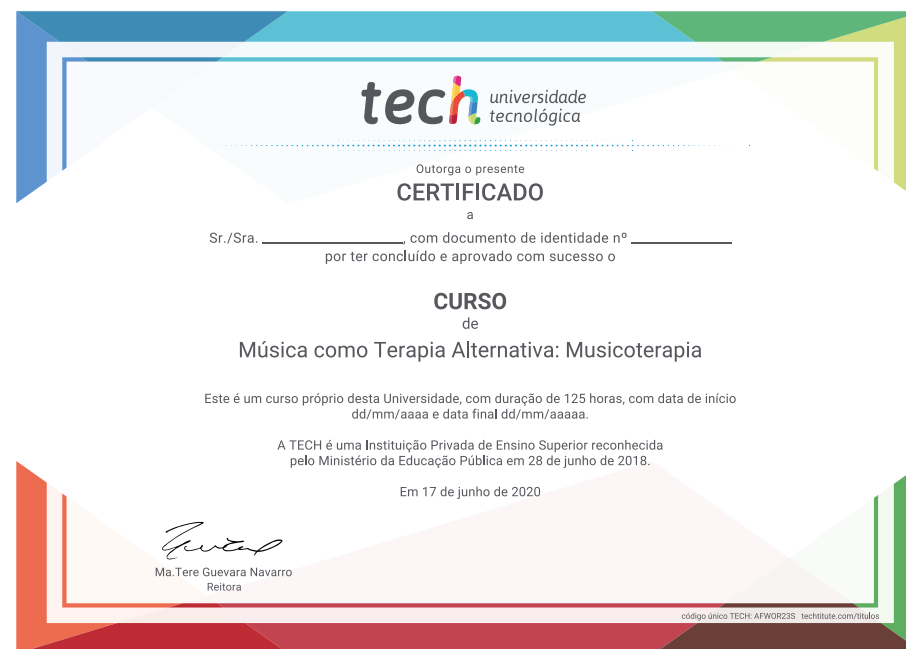 tech universidade
tecnológica
Outorga o presente
CERTIFICADO
a
Sr./Sra. ________________, com documento de identidade nº ____________
por ter concluído e aprovado com sucesso o
CURSO
de
Música como Terapia Alternativa: Musicoterapia
Este é um curso próprio desta Universidade, com duração de 125 horas, com data de início
dd/mm/aaaa e data final dd/mm/aaaaa.
A TECH é uma Instituição Privada de Ensino Superior reconhecida
pelo Ministério da Educação Pública em 28 de junho de 2018.
Em 17 de junho de 2020
Ma.Tere Guevara Navarro
Reitora
código único TECH: AFWOR23S techtitute.com/titulos